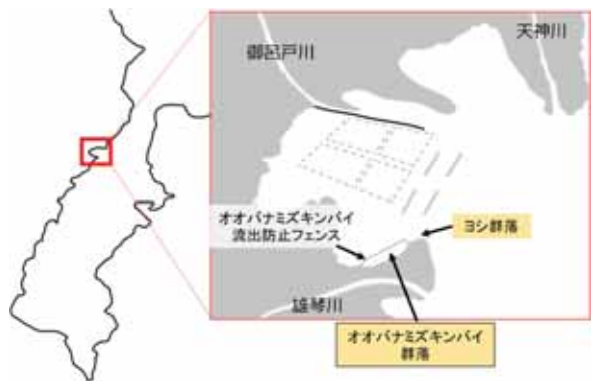 天神川
御呂戸川
オオバナミズキンバイ
流出防止フェンス
ヨシ群落
雄琴川
オオバナミズキンバイ
群落